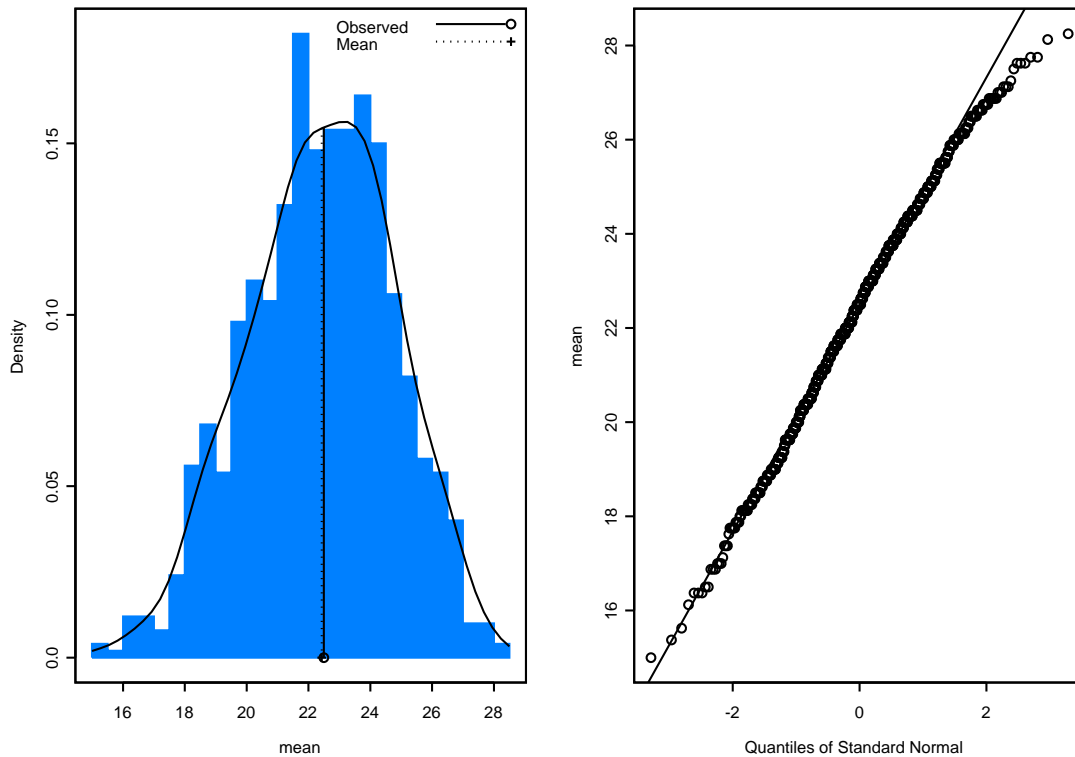 Observed
Mean
0.15
0.10
0.05
0.0
Density
16 18 20 22 24 26 28
mean
28
26
24
22
20
18
16
mean
-2 0 2
Quantiles of Standard Normal